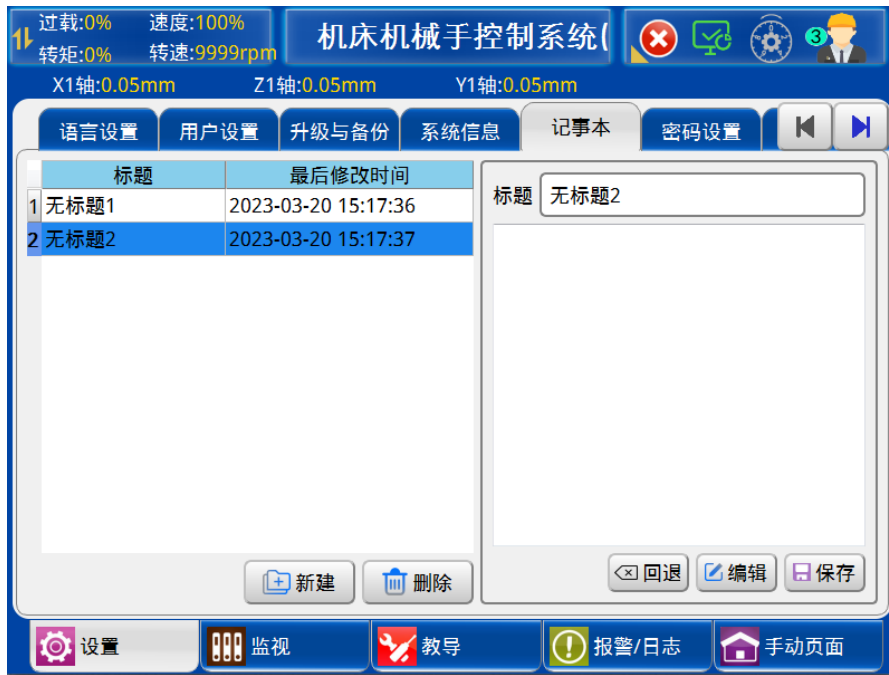 过载:0% 速度:100%
机床机械手控制系统(
3
转矩:0% 转速:9999rpm
X1轴:0.05mm Z1轴:0.05mm Y1轴:0.05mm
语言设置 用户设置 升级与备份 系统信息 记事本 密码设置
标题 最后修改时间
1 无标题1 2023-03-20 15:17:36
2 无标题2 2023-03-20 15:17:37
标题 无标题2
新建 删除
回退 编辑 保存
设置 监视 教导 报警/日志 手动页面